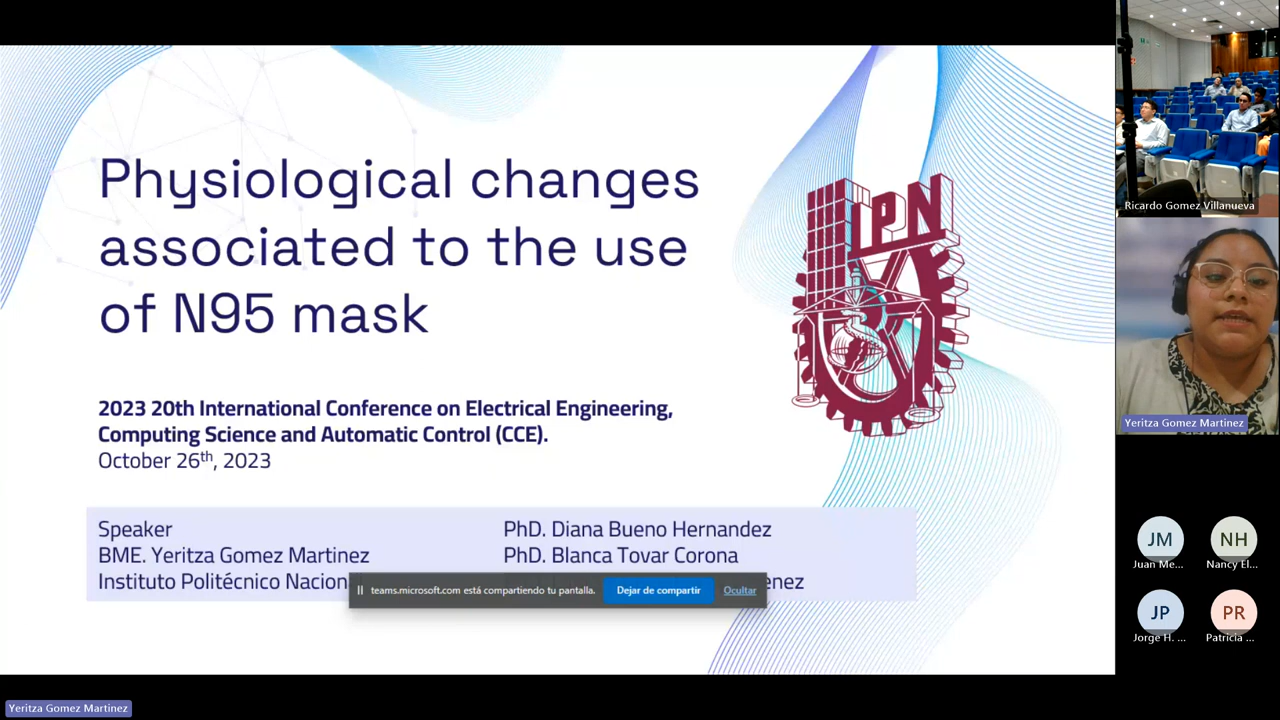 Physiological changes
associated to the use
of N95 mask
IPN
2023 20th International Conference on Electrical Engineering,
Computing Science and Automatic Control (CCE).
October 26th, 2023
Speaker
BME. Yeritza Gomez Martinez
Instituto Politécnico
PhD. Diana Bueno Hernandez
PhD. Blanca Tovar Corona
teams.microsoft.com está compartiendo tu pantalla.
Dejar de compartir
Ocultar
Ricardo Gomez Villanueva
Yeritza Gomez Martinez
JM
Juan Me...
NH
Nancy El...
JP
Jorge H. ...
PR
Patricia ...
Yeritza Gomez Martinez